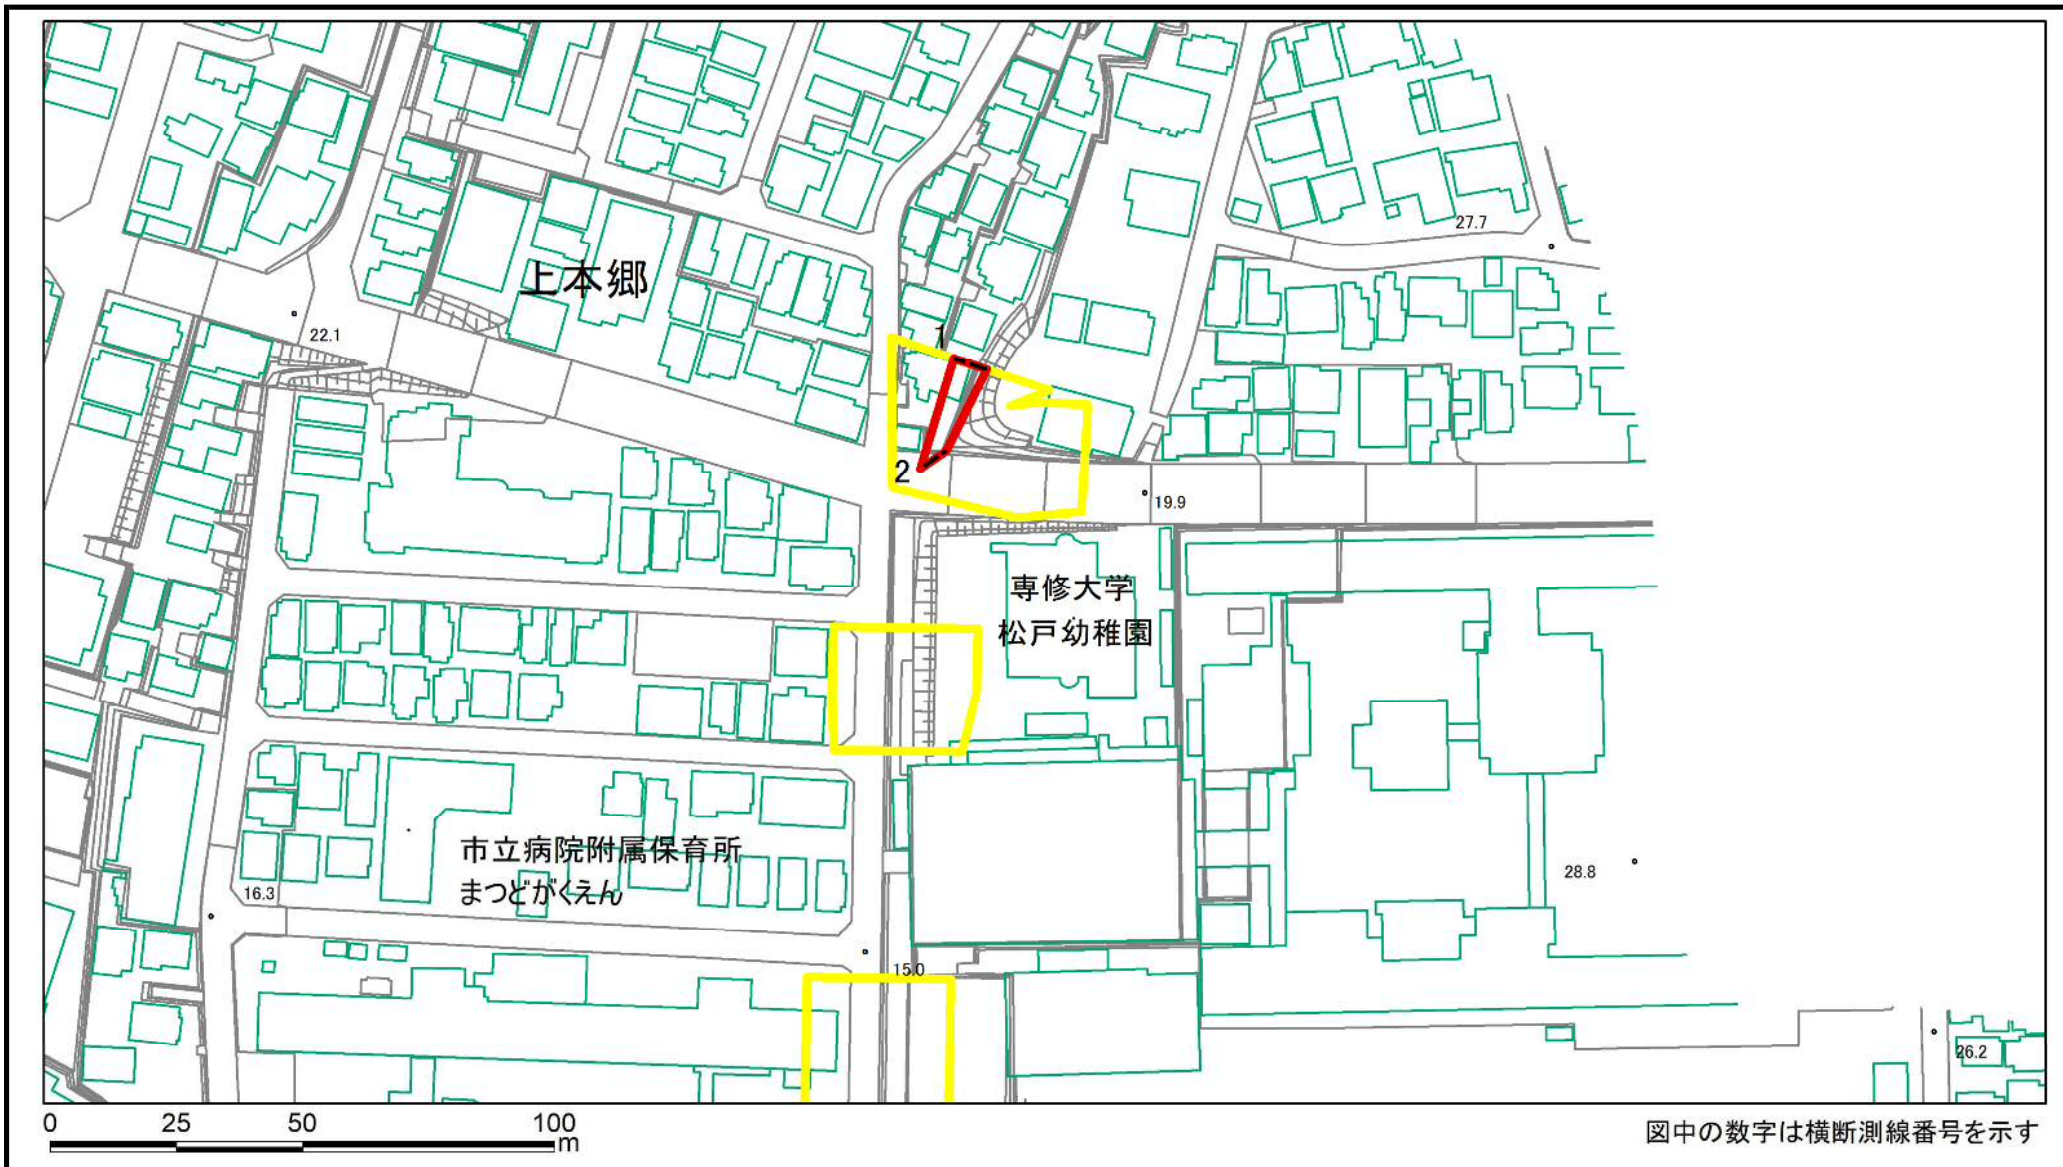 27.7
上本郷
22.1
1
2
19.9
専修大学
松戸幼稚園
市立病院附属保育所
まつどがくえん
28.8
16.3
15.0
26.2
0 25 50 100
m
図中の数字は横断測線番号を示す